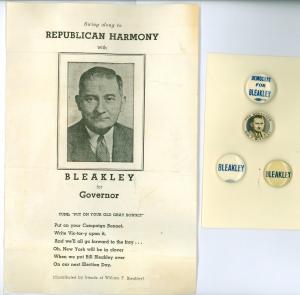 Swing along to
REPUBLICAN HARMONY
with
BLEAKLEY
for
Governor
TUNE: "PUT ON YOUR OLD GRAY BONNET"
Put on your Campaign Bonnet,
Write Vic-tor-y upon it,
And we'll all go forward to the fray . . .
Oh, New York will be in clover
When we put Bill Bleakley over
On our next Election Day.
(Contributed by friends of William F. Bleakley)
DEMOCRATS
FOR
BLEAKLEY
BLEAKLEY
BLEAKLEY